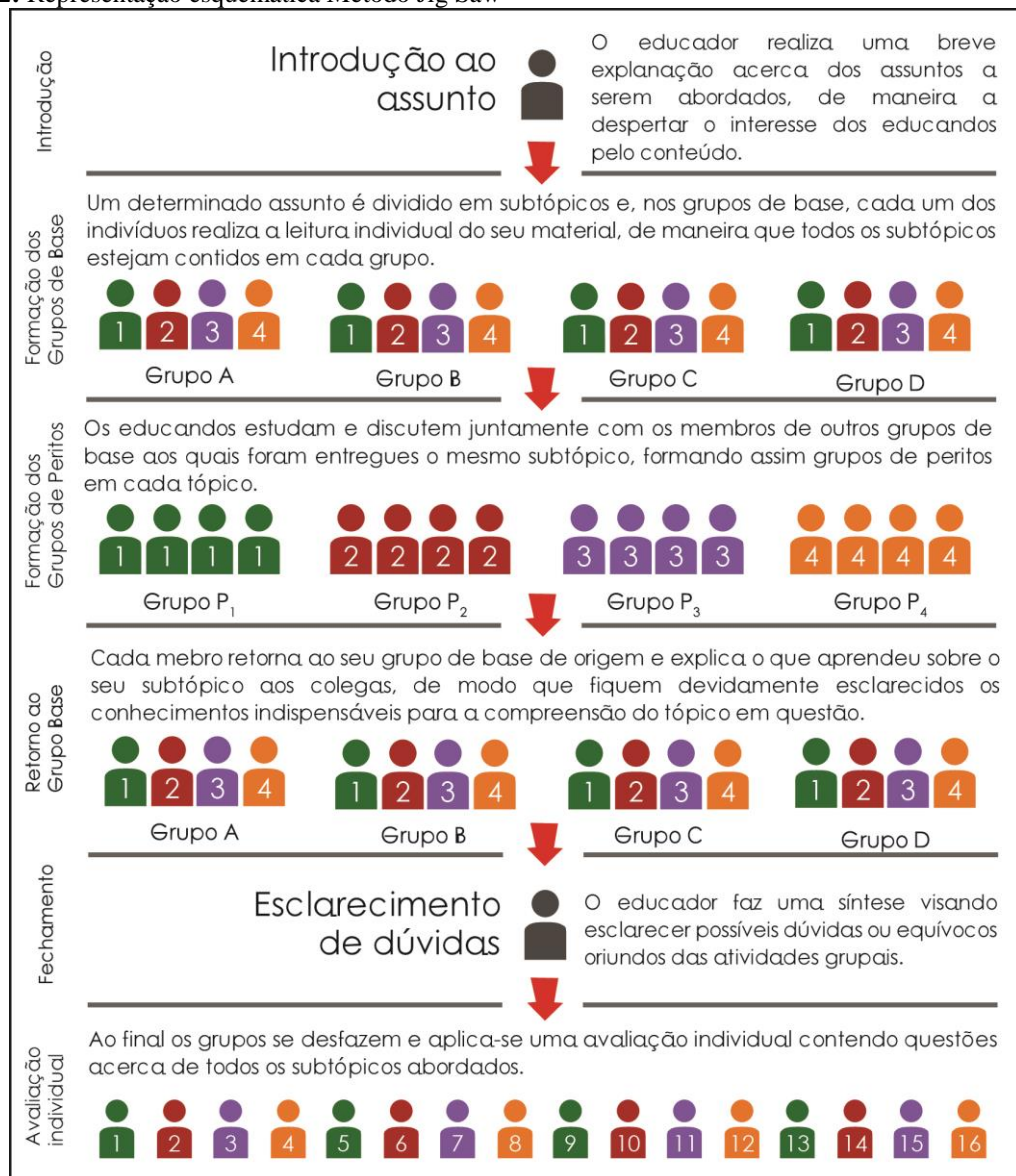 2. Representação esquemática Método Jig Saw
Introdução
Introdução ao
assunto
O educador realiza uma breve
explanação acerca dos assuntos a
serem abordados, de maneira a
despertar o interesse dos educandos
pelo conteúdo.
Formação dos
Grupos de Base
Um determinado assunto é dividido em subtópicos e, nos grupos de base, cada um dos
indivíduos realiza a leitura individual do seu material, de maneira que todos os subtópicos
estejam contidos em cada grupo.
1 2 3 4 1 2 3 4 1 2 3 4 1 2 3 4
Grupo A Grupo B Grupo C Grupo D
Formação dos
Grupos de Peritos
Os educandos estudam e discutem juntamente com os membros de outros grupos de
base aos quais foram entregues o mesmo subtópico, formando assim grupos de peritos
em cada tópico.
1 1 1 1 2 2 2 2 3 3 3 3 4 4 4 4
Grupo P₁ Grupo P₂ Grupo P₃ Grupo P₄
Retorno ao
Grupo Base
Cada mebro retorna ao seu grupo de base de origem e explica o que aprendeu sobre o
seu subtópico aos colegas, de modo que fiquem devidamente esclarecidos os
conhecimentos indispensáveis para a compreensão do tópico em questão.
1 2 3 4 1 2 3 4 1 2 3 4 1 2 3 4
Grupo A Grupo B Grupo C Grupo D
Fechamento
Esclarecimento
de dúvidas
O educador faz uma síntese visando
esclarecer possíveis dúvidas ou equívocos
oriundos das atividades grupais.
Avaliação
individual
Ao final os grupos se desfazem e aplica-se uma avaliação individual contendo questões
acerca de todos os subtópicos abordados.
1 2 3 4 5 6 7 8 9 10 11 12 13 14 15 16